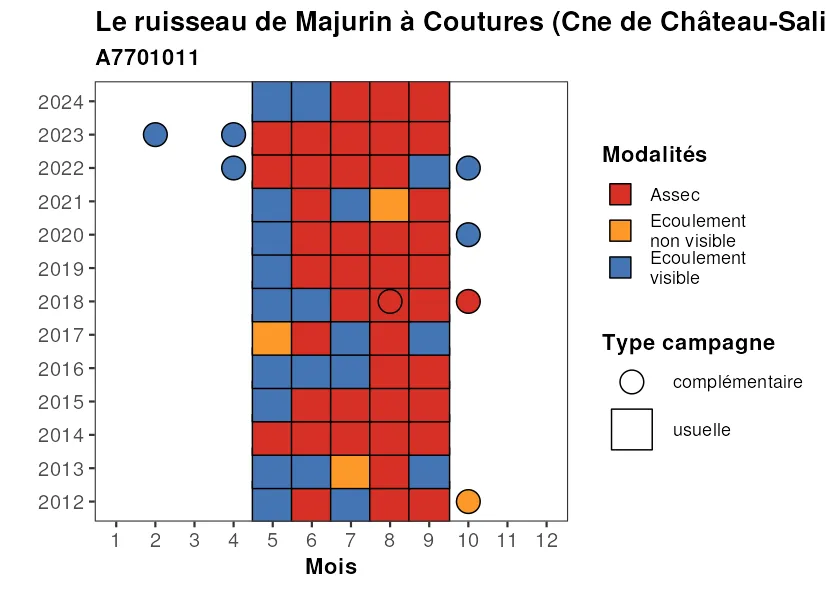 Le ruisseau de Majurin à Coutures (Cne de Château-Sali
A7701011
2024
2023
2022
2021
2020
2019
2018
2017
2016
2015
2014
2013
2012
1 2 3 4 5 6 7 8 9 10 11 12
Mois
Modalités
Assec
Ecoulement
non visible
Ecoulement
visible
Type campagne
complémentaire
usuelle